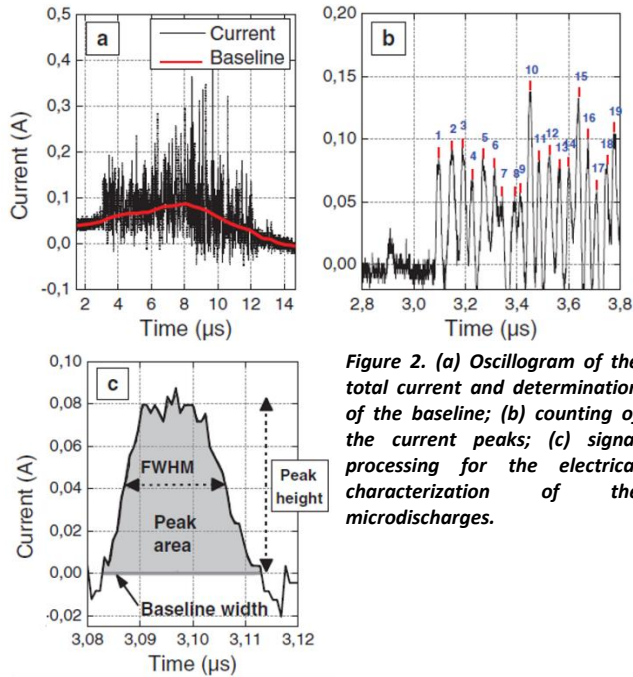 a
Current
Baseline
0,5
0,4
0,3
0,2
0,1
0,0
-0,1
Current (A)
2 4 6 8 10 12 14
Time (µs)
b
0,20
0,15
0,10
0,05
0,00
Current (A)
1 2 3 4 5 6 7 8 9 10 11 12 13 14 15 16 17 18 19
2,8 3,0 3,2 3,4 3,6 3,8
Time (µs)
c
0,10
0,08
0,06
0,04
0,02
0,00
-0,02
Current (A)
FWHM
Peak
height
Peak
area
Baseline width
3,08 3,09 3,10 3,11 3,12
Time (µs)
Figure 2. (a) Oscillogram of the
total current and determination
of the baseline; (b) counting of
the current peaks; (c) signa
processing for the electrica
characterization of the
microdischarges.